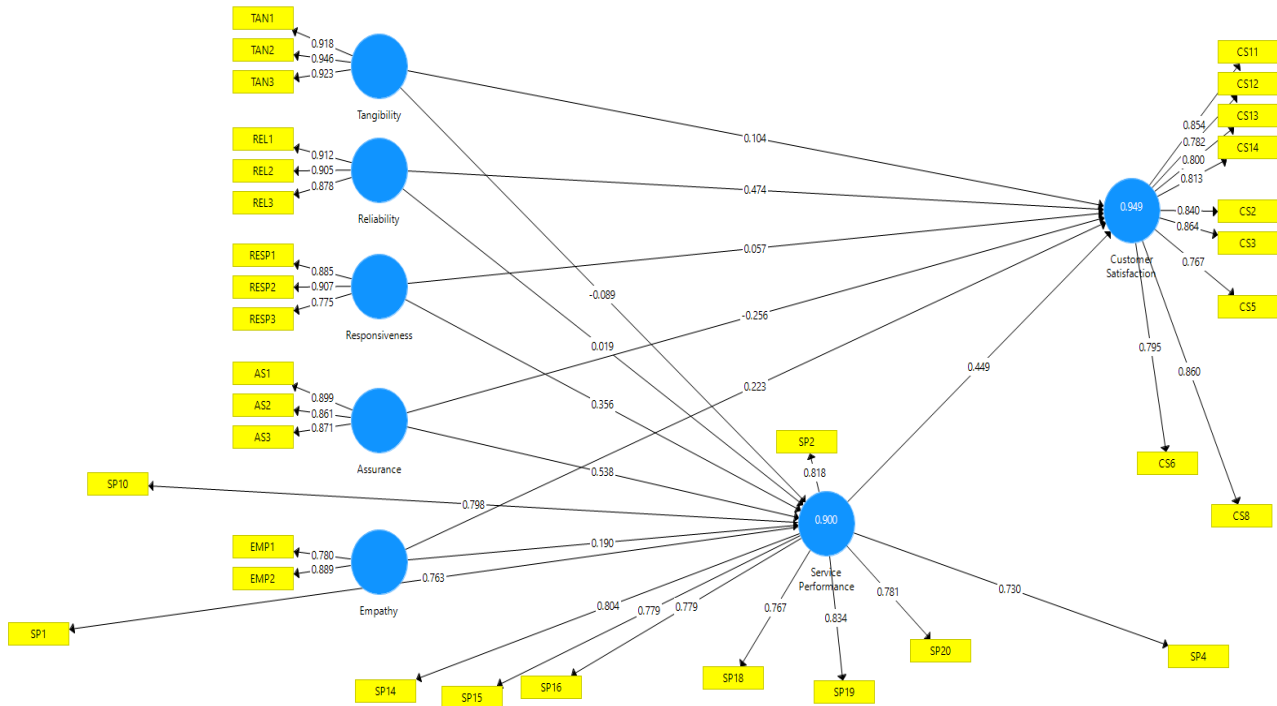 TAN1
0.918
TAN2
0.946
TAN3
0.923
Tangibility
REL1
0.912
REL2
0.905
REL3
0.878
Reliability
RESP1
0.885
RESP2
0.907
RESP3
0.775
Responsiveness
AS1
0.899
AS2
0.861
AS3
0.871
Assurance
SP10
0.798
EMP1
0.780
EMP2
0.889
Empathy
SP1
0.763
0.104
0.474
0.057
-0.256
0.223
-0.089
0.019
0.356
0.538
0.190
0.449
CS11
CS12
CS13
CS14
0.854
0.782
0.800
0.813
0.949
Customer
Satisfaction
0.840
CS2
0.864
CS3
0.767
CS5
0.795
CS6
0.860
CS8
SP2
0.818
0.900
Service
Performance
0.804
SP14
0.779
SP15
0.779
SP16
0.767
SP18
0.834
SP19
0.781
SP20
0.730
SP4